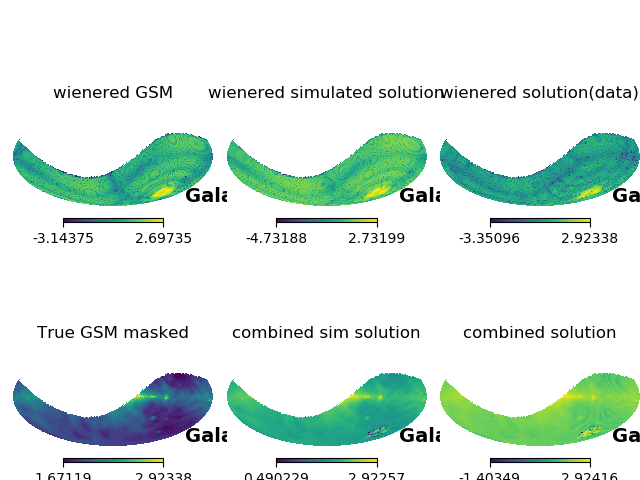 wienered GSM
wienered simulated solution
wienered solution(data)
Gala
Gala
Ga
-3.14375 2.69735
-4.73188 2.73199
-3.35096 2.92338
True GSM masked
combined sim solution
combined solution
Gala
Gala
Ga
1.67119 2.92338
0.490229 2.92257
-1.40349 2.92416